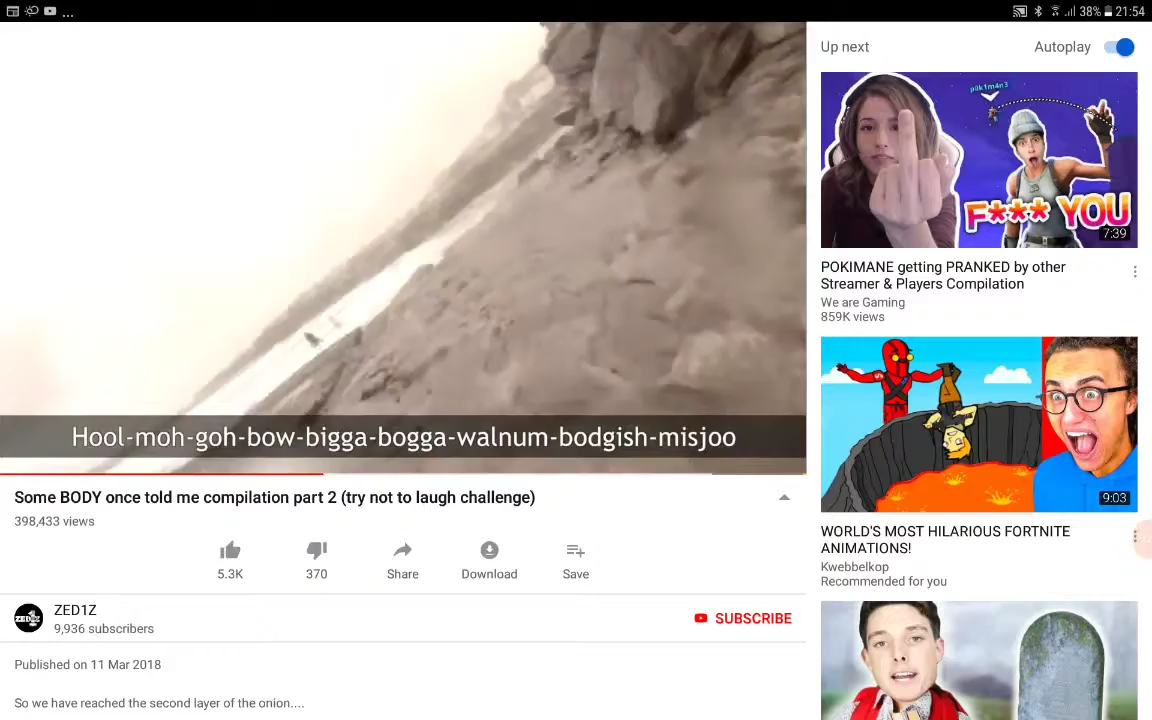 ... 38% 21:54
Hool-moh-goh-bow-bigga-bogga-walnum-bodgish-misjoo
Some BODY once told me compilation part 2 (try not to laugh challenge)
398,433 views
5.3K 370 Share Download Save
ZED1Z
ZED1Z
9,936 subscribers
SUBSCRIBE
Published on 11 Mar 2018
So we have reached the second layer of the onion....
Up next Autoplay
p0k1m4n3
F*** YOU
7:39
POKIMANE getting PRANKED by other
Streamer & Players Compilation
We are Gaming
859K views
9:03
WORLD'S MOST HILARIOUS FORTNITE
ANIMATIONS!
Kwebbelkop
Recommended for you